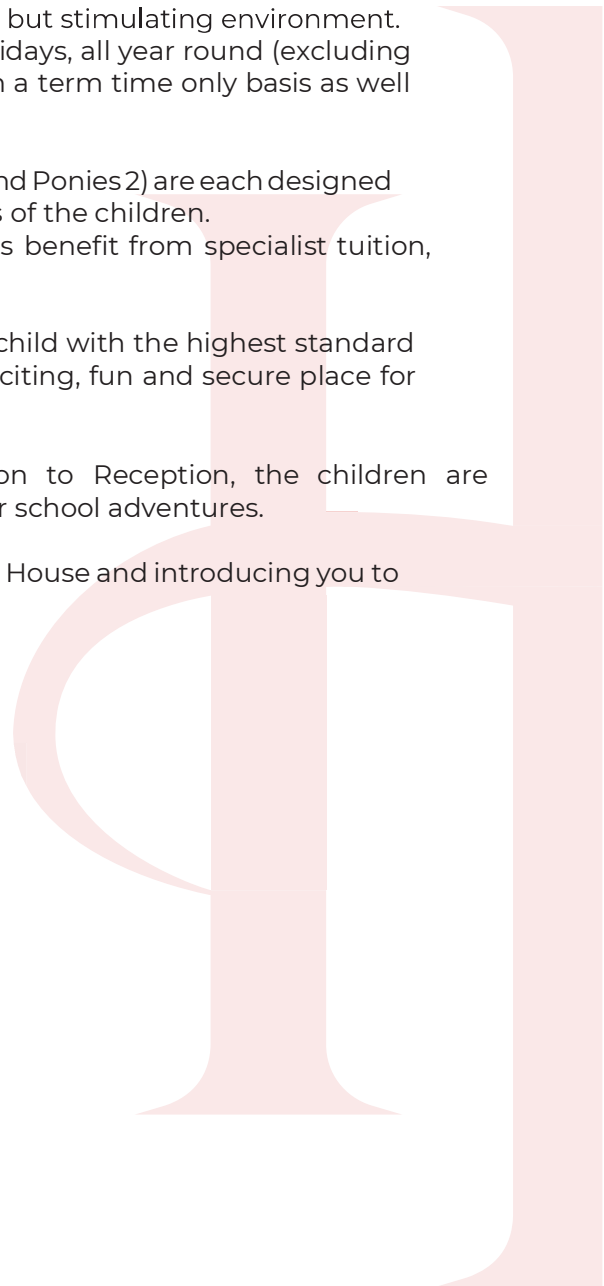 but stimulating environment.
idays, all year round (excluding
a term time only basis as well
nd Ponies 2) are each designed
s of the children.
s benefit from specialist tuition,
child with the highest standard
citing, fun and secure place for
on to Reception, the children are
r school adventures.
House and introducing you to